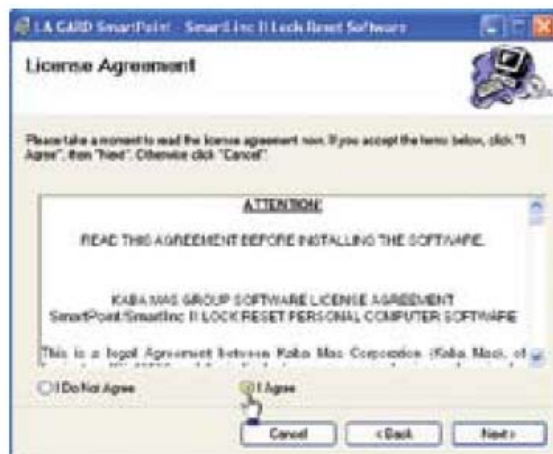 LA GARD SmartPoint - SmartLinc II Lock Reset Software
License Agreement
Please take a moment to read the license agreement now. If you accept the terms below, click "I
Agree", then "Next". Otherwise click "Cancel".
ATTENTION:
READ THIS AGREEMENT BEFORE INSTALLING THE SOFTWARE.
KABA MAS GROUP SOFTWARE LICENSE AGREEMENT
SmartPoint/SmartLinc II LOCK RESET PERSONAL COMPUTER SOFTWARE
This is a legal Agreement between Kaba Mas Corporation (Kaba Mas), of
I Do Not Agree
I Agree
Cancel
< Back
Next >